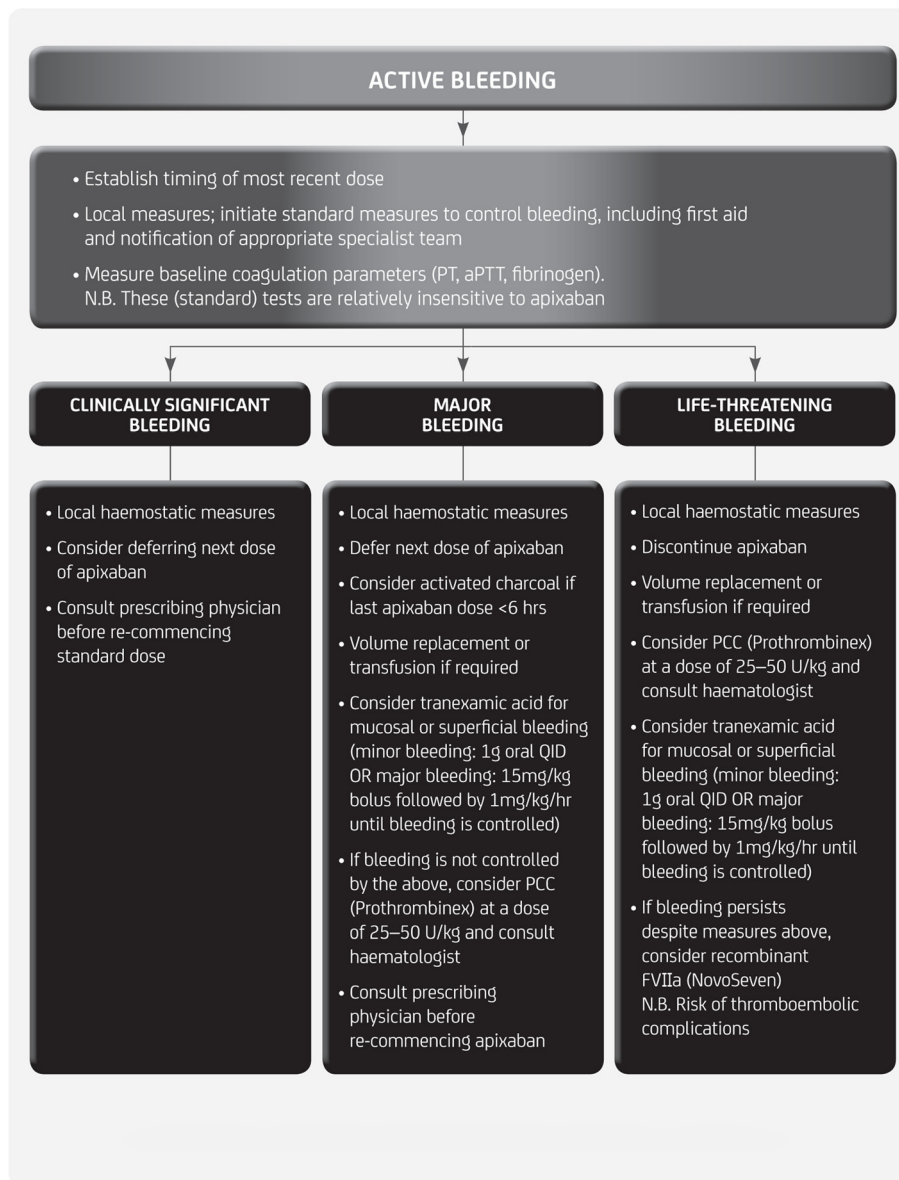 ACTIVE BLEEDING
• Establish timing of most recent dose
• Local measures; initiate standard measures to control bleeding, including first aid
and notification of appropriate specialist team
• Measure baseline coagulation parameters (PT, aPTT, fibrinogen).
N.B. These (standard) tests are relatively insensitive to apixaban
CLINICALLY SIGNIFICANT
BLEEDING
• Local haemostatic measures
• Consider deferring next dose
of apixaban
• Consult prescribing physician
before re-commencing
standard dose
MAJOR
BLEEDING
• Local haemostatic measures
• Defer next dose of apixaban
• Consider activated charcoal if
last apixaban dose <6 hrs
• Volume replacement or
transfusion if required
• Consider tranexamic acid for
mucosal or superficial bleeding
(minor bleeding: 1g oral QID
OR major bleeding: 15mg/kg
bolus followed by 1mg/kg/hr
until bleeding is controlled)
• If bleeding is not controlled
by the above, consider PCC
(Prothrombinex) at a dose
of 25–50 U/kg and consult
haematologist
• Consult prescribing
physician before
re-commencing apixaban
LIFE-THREATENING
BLEEDING
• Local haemostatic measures
• Discontinue apixaban
• Volume replacement or
transfusion if required
• Consider PCC (Prothrombinex)
at a dose of 25–50 U/kg and
consult haematologist
• Consider tranexamic acid
for mucosal or superficial
bleeding (minor bleeding:
1g oral QID OR major
bleeding: 15mg/kg bolus
followed by 1mg/kg/hr until
bleeding is controlled)
• If bleeding persists
despite measures above,
consider recombinant
FVIIa (NovoSeven)
N.B. Risk of thromboembolic
complications